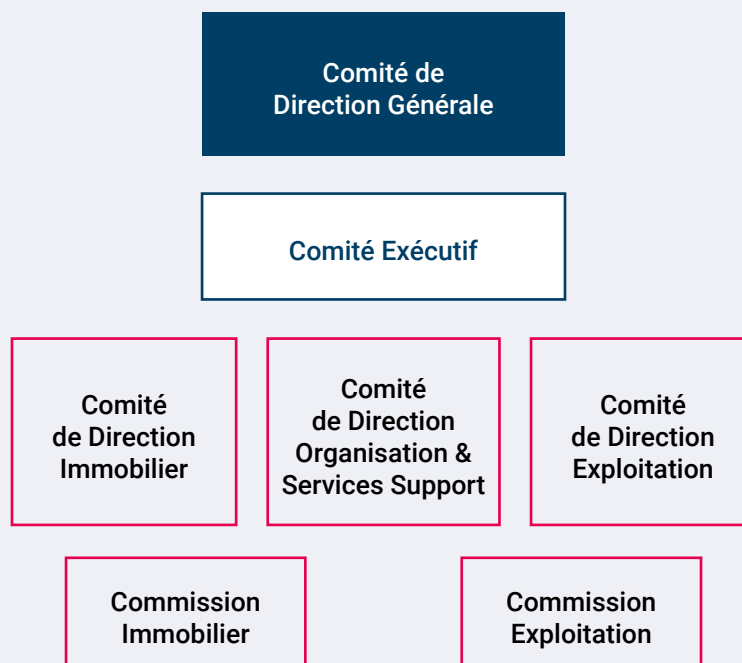 Comité de
Direction Générale
Comité Exécutif
Comité
de Direction
Immobilier
Comité
de Direction
Organisation &
Services Support
Comité
de Direction
Exploitation
Commission
Immobilier
Commission
Exploitation